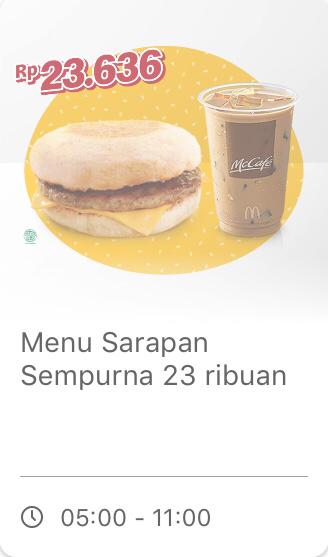 Rp23.636
McCafé
Menu Sarapan
Sempurna 23 ribuan
05:00 - 11:00